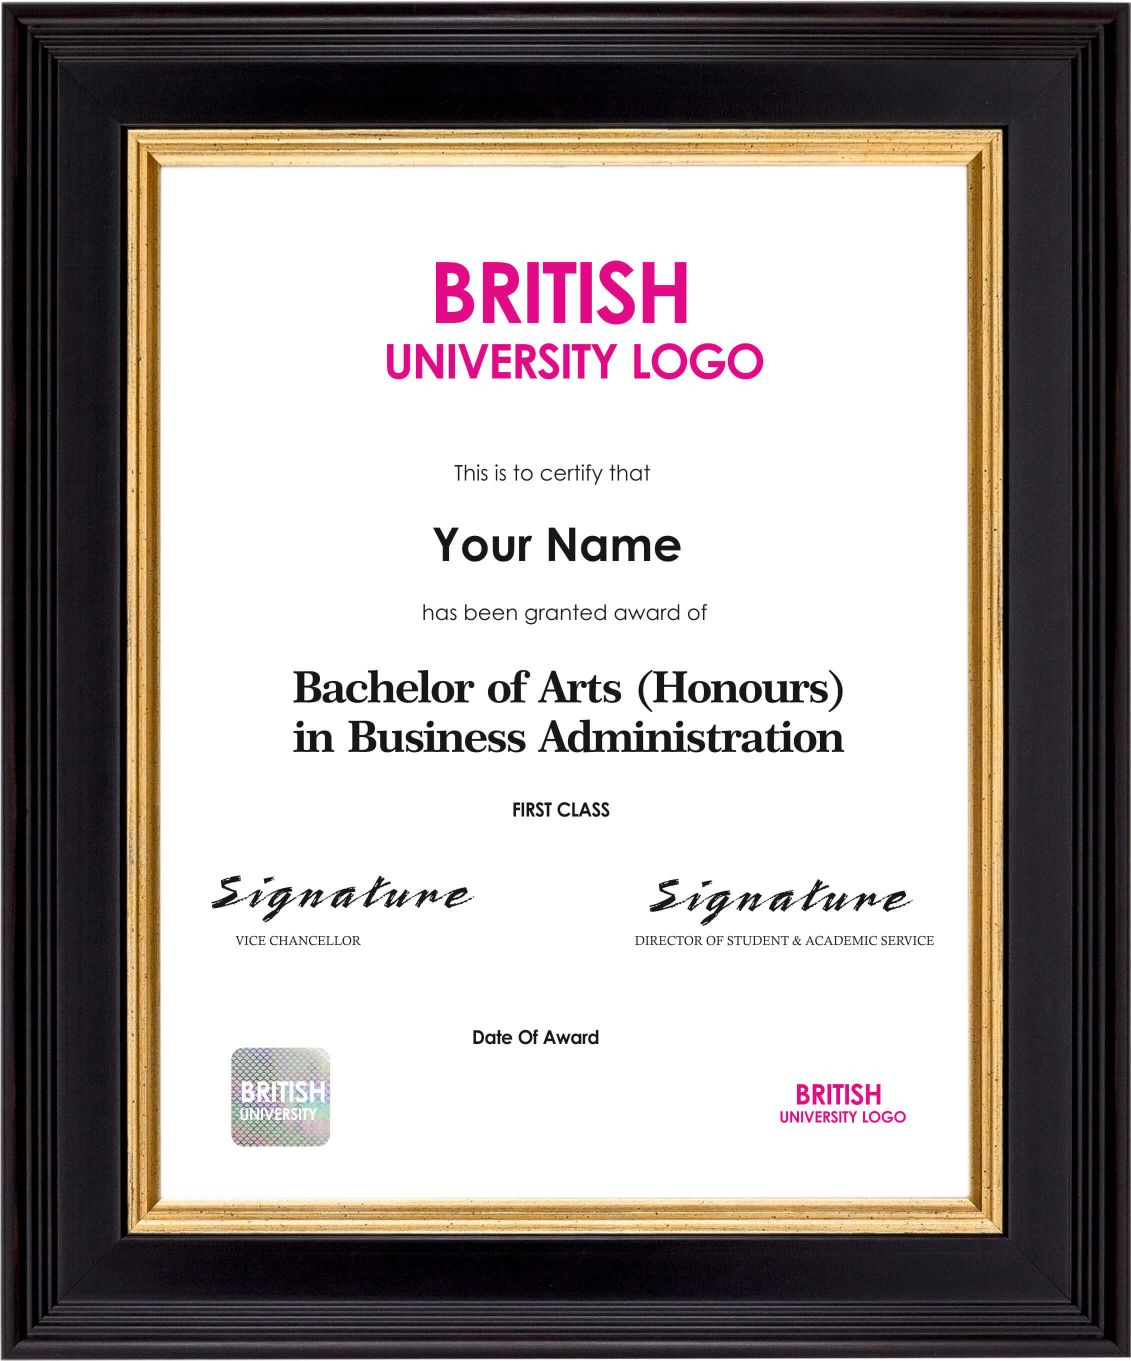 BRITISH
UNIVERSITY LOGO
This is to certify that
Your Name
has been granted award of
Bachelor of Arts (Honours)
in Business Administration
FIRST CLASS
Signature
VICE CHANCELLOR
Signature
DIRECTOR OF STUDENT & ACADEMIC SERVICE
Date Of Award
BRITISH
UNIVERSITY
BRITISH
UNIVERSITY LOGO